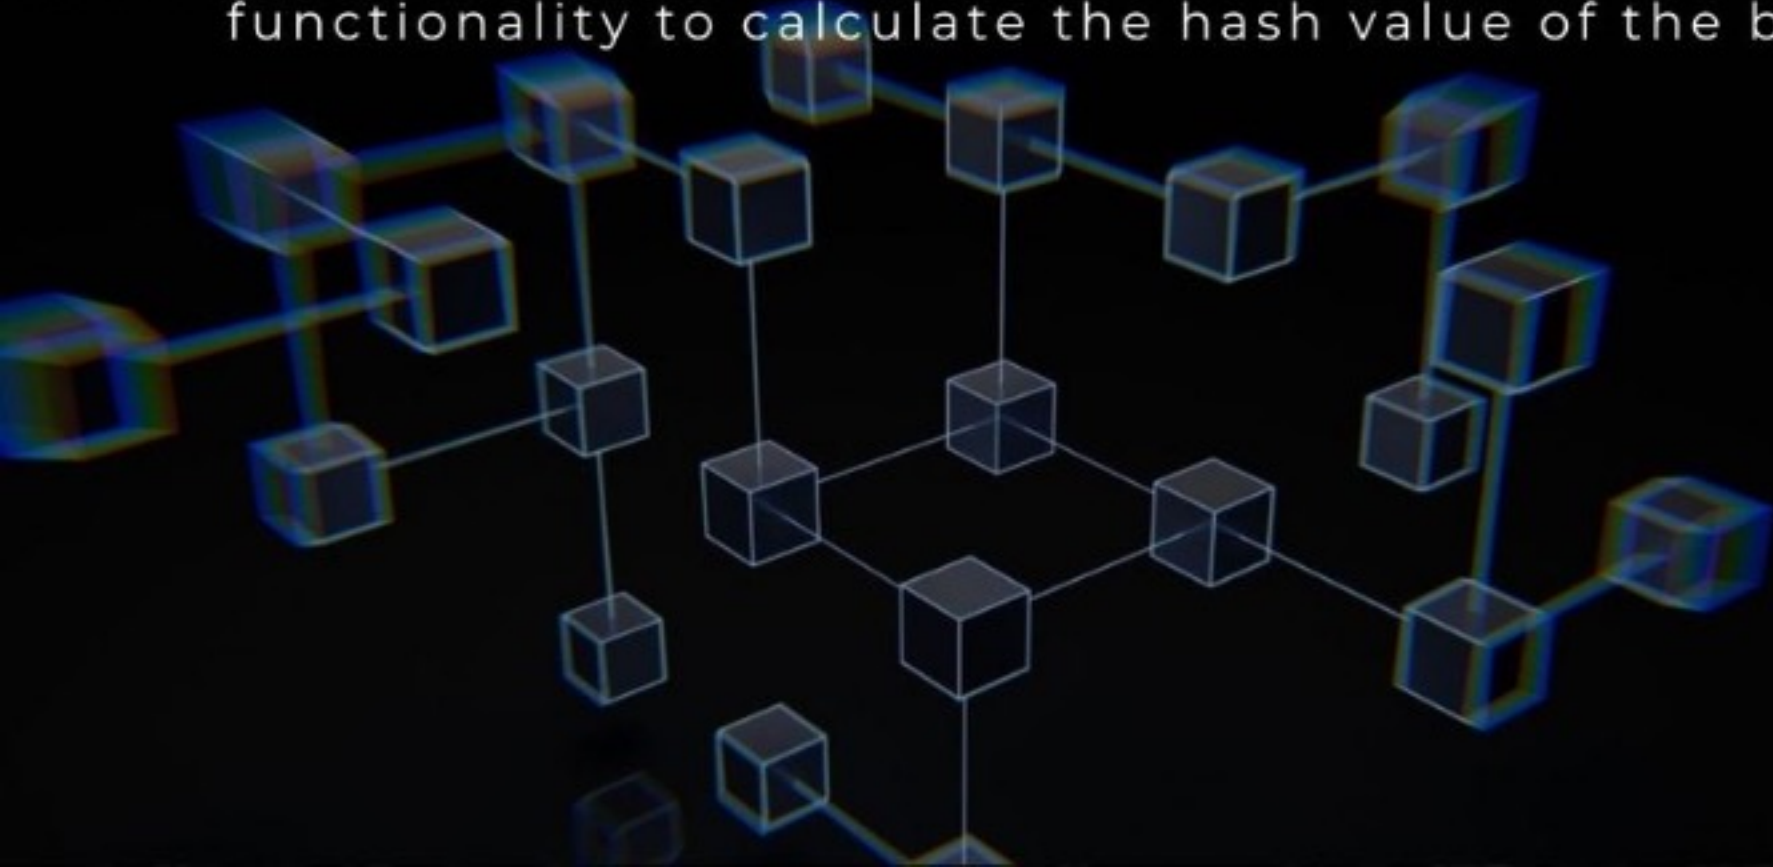 functionality to calculate the hash value of the